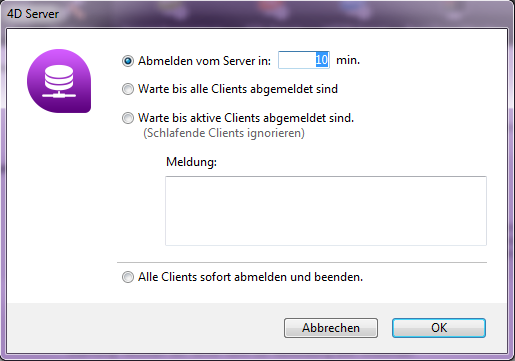 4D Server
Abmelden vom Server in: 10 min.
Warte bis alle Clients abgemeldet sind
Warte bis aktive Clients abgemeldet sind.
(Schlafende Clients ignorieren)
Meldung:
Alle Clients sofort abmelden und beenden.
Abbrechen OK